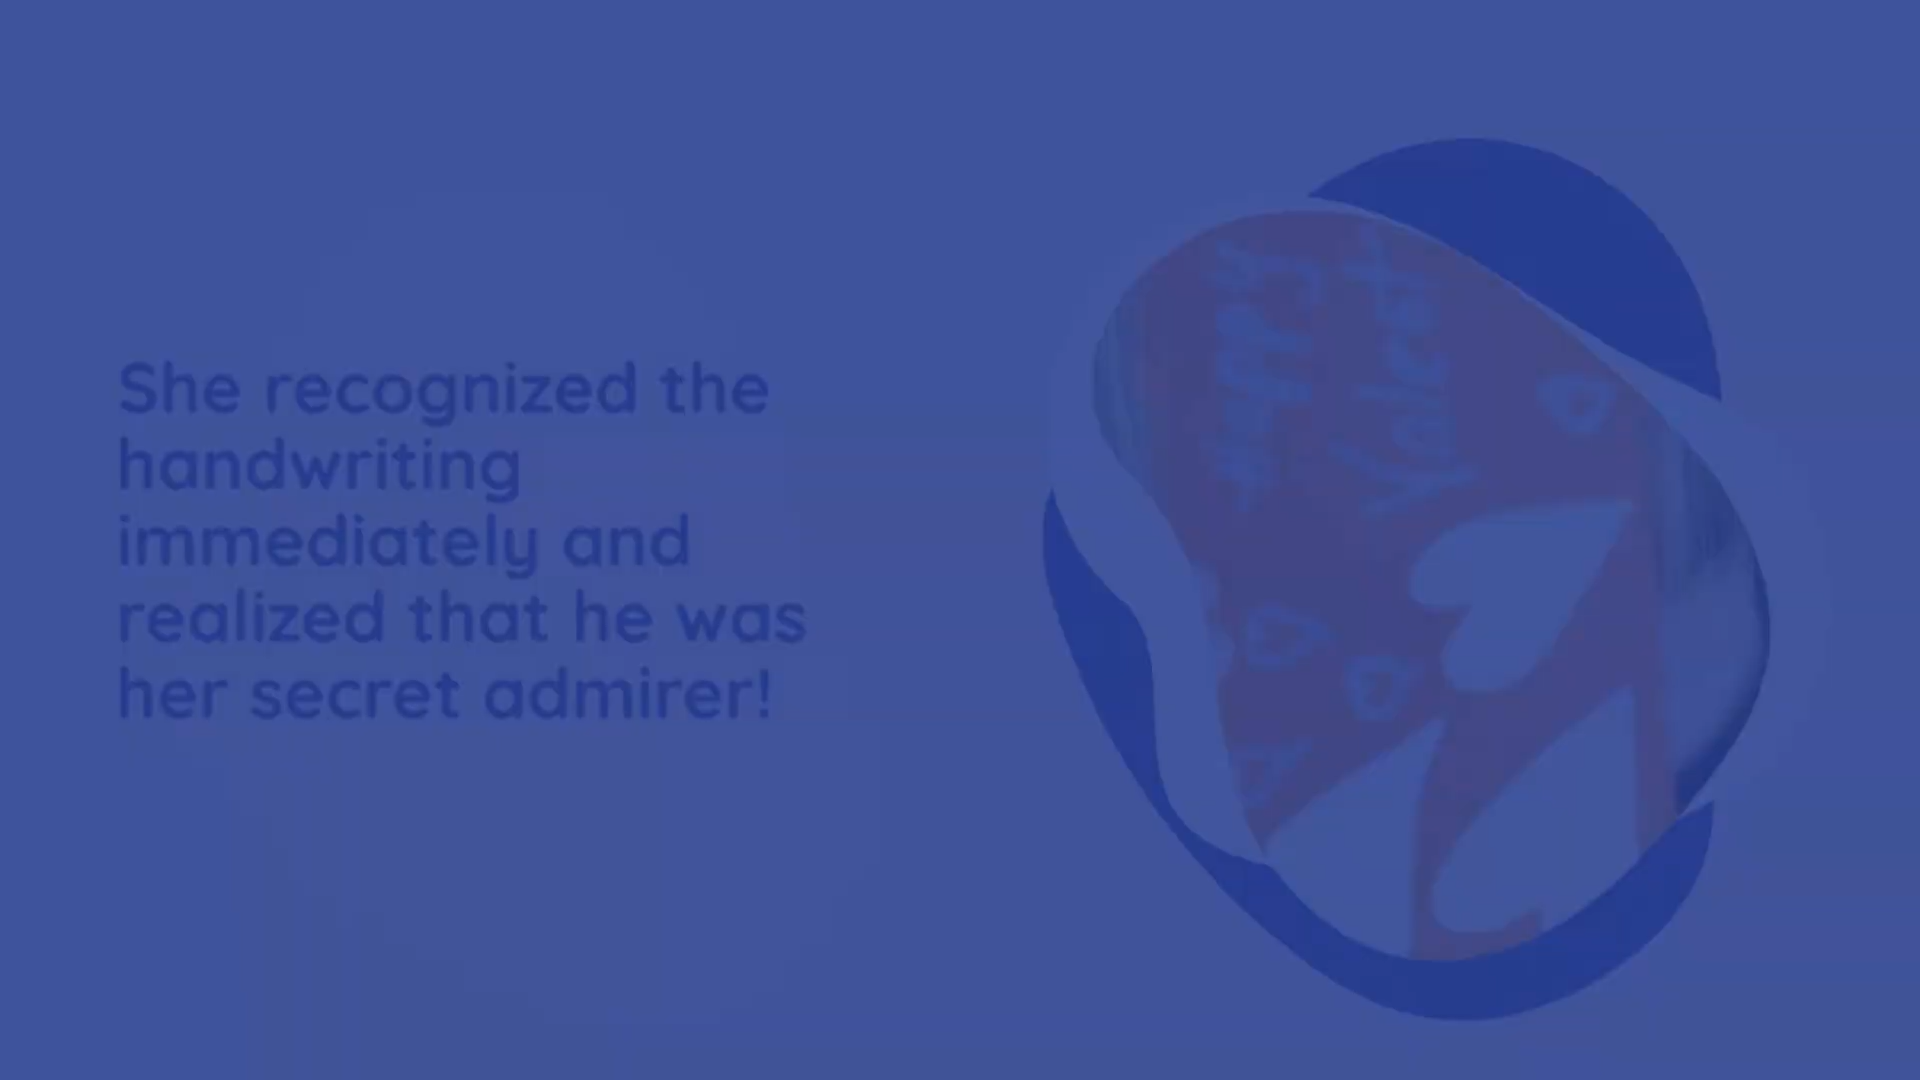 She recognized the
handwriting
immediately and
realized that he was
her secret admirer!